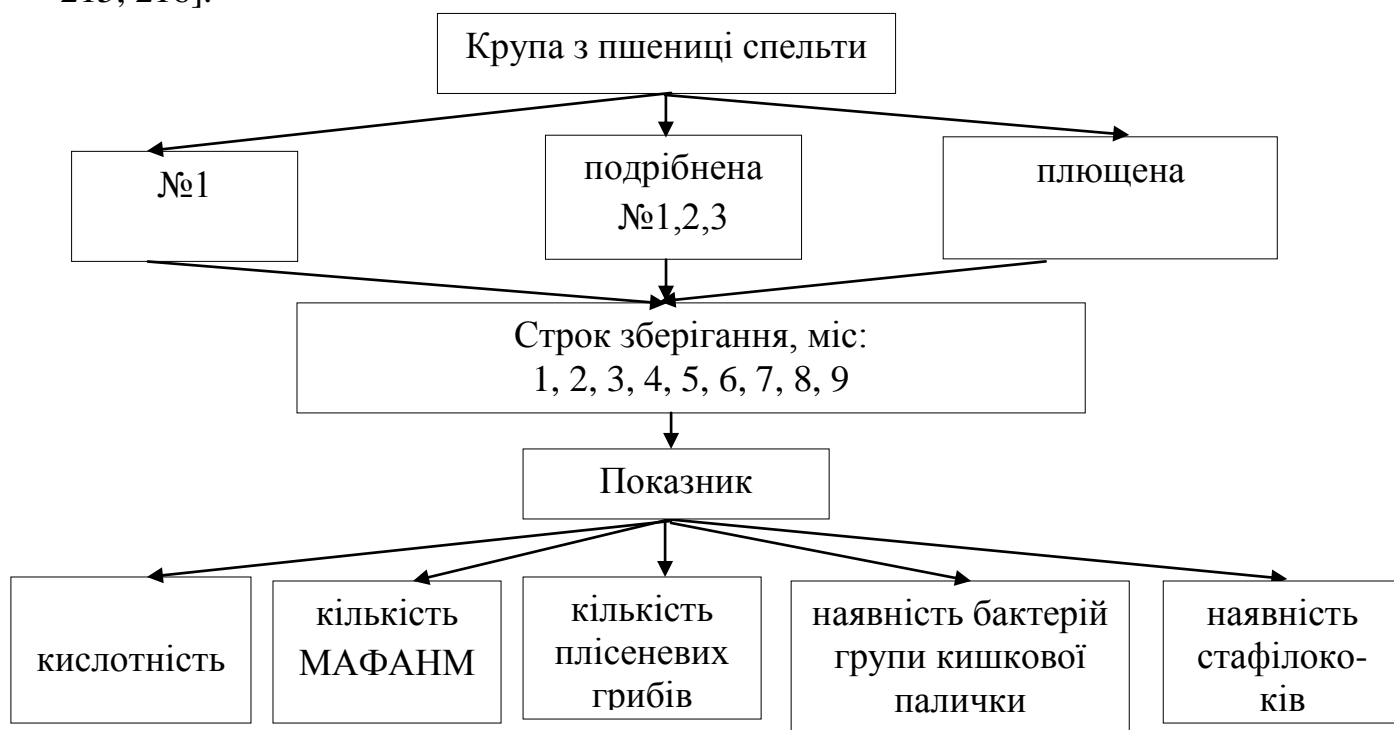 Крупа з пшениці спельти
№1
подрібнена
№1,2,3
плющена
Строк зберігання, міс:
1, 2, 3, 4, 5, 6, 7, 8, 9
Показник
кислотність
кількість
МАФАНМ
кількість
плісеневих
грибів
наявність бактерій
групи кишкової
палички
наявність
стафілоко-
ків